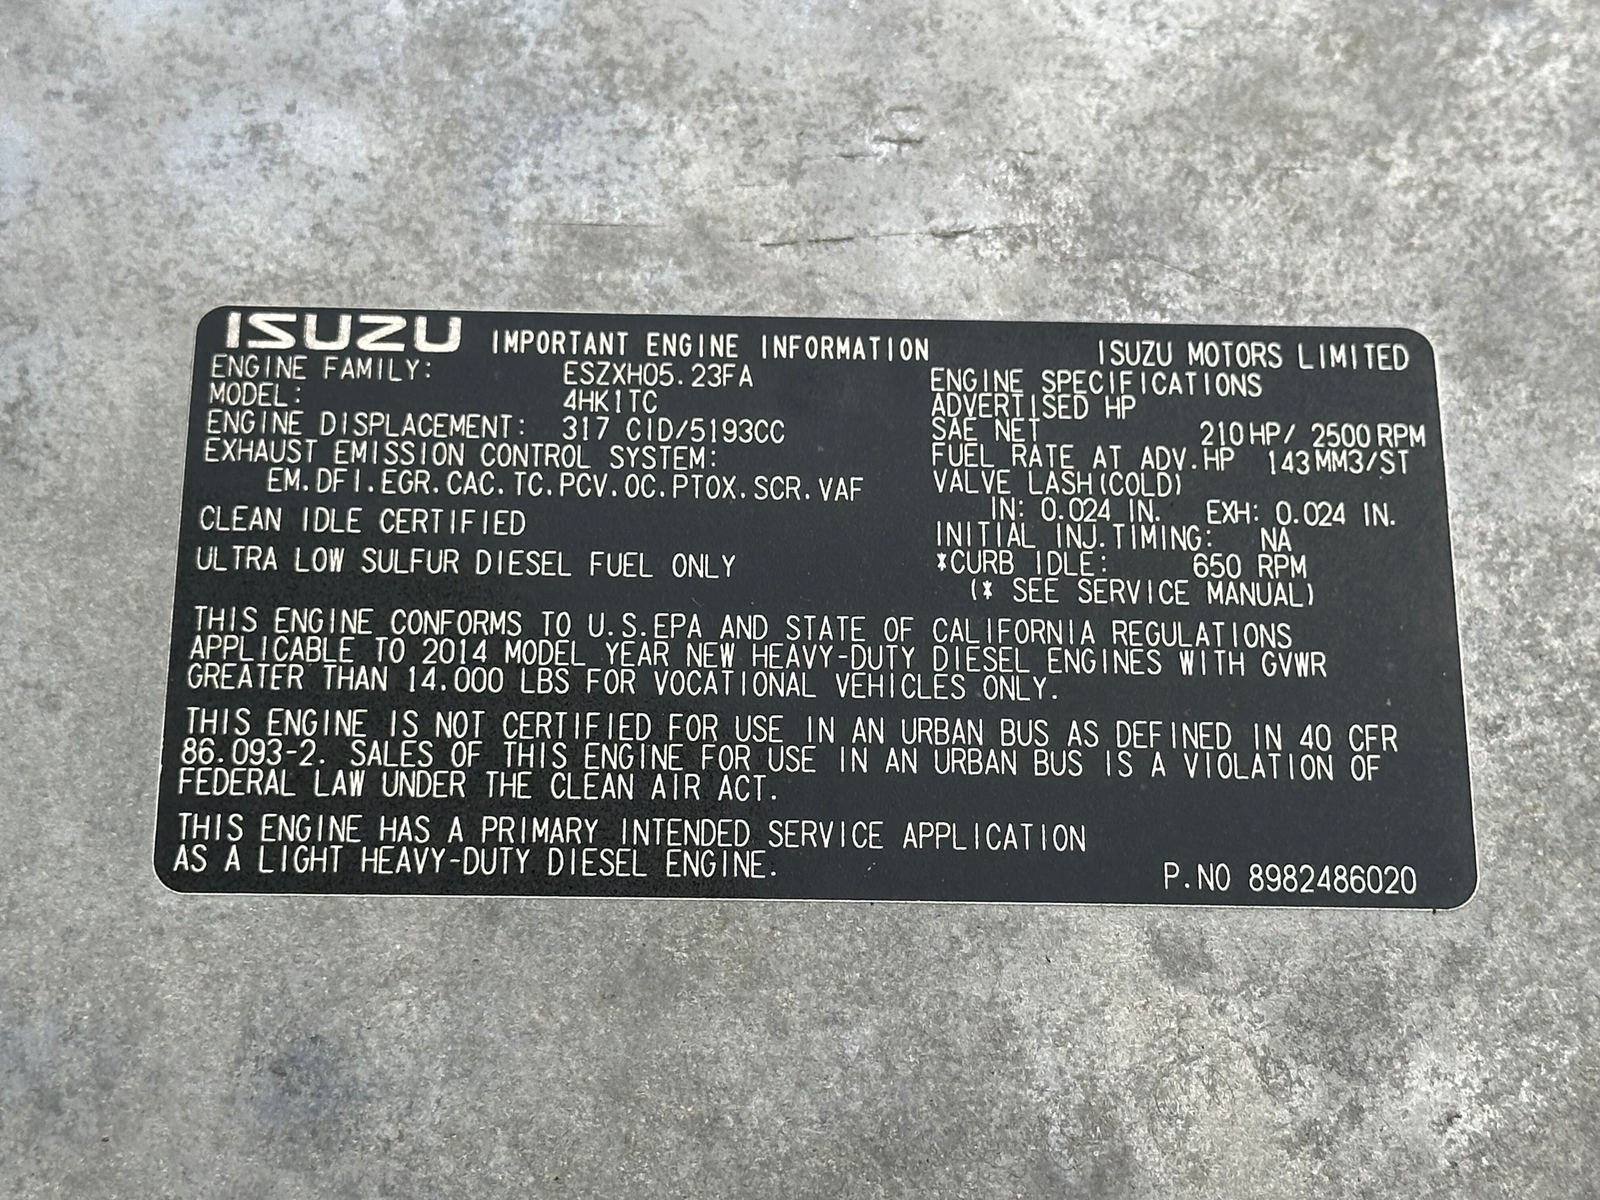 ISUZU IMPORTANT ENGINE INFORMATION ISUZU MOTORS LIMITED
ENGINE FAMILY: ESZXH05.23FA
MODEL: 4HK1TC
ENGINE DISPLACEMENT: 317 CID/5193CC
EXHAUST EMISSION CONTROL SYSTEM:
EM.DFI.EGR.CAC.TC.PCV.OC.PTOX.SCR.VAF
CLEAN IDLE CERTIFIED
ULTRA LOW SULFUR DIESEL FUEL ONLY
ENGINE SPECIFICATIONS
ADVERTISED HP
SAE NET 210HP/ 2500RPM
FUEL RATE AT ADV.HP 143MM3/ST
VALVE LASH(COLD)
IN: 0.024 IN. EXH: 0.024 IN.
INITIAL INJ.TIMING: NA
*CURB IDLE: 650 RPM
(* SEE SERVICE MANUAL)
THIS ENGINE CONFORMS TO U.S.EPA AND STATE OF CALIFORNIA REGULATIONS
APPLICABLE TO 2014 MODEL YEAR NEW HEAVY-DUTY DIESEL ENGINES WITH GVWR
GREATER THAN 14.000 LBS FOR VOCATIONAL VEHICLES ONLY.
THIS ENGINE IS NOT CERTIFIED FOR USE IN AN URBAN BUS AS DEFINED IN 40 CFR
86.093-2. SALES OF THIS ENGINE FOR USE IN AN URBAN BUS IS A VIOLATION OF
FEDERAL LAW UNDER THE CLEAN AIR ACT.
THIS ENGINE HAS A PRIMARY INTENDED SERVICE APPLICATION
AS A LIGHT HEAVY-DUTY DIESEL ENGINE.
P.NO 8982486020